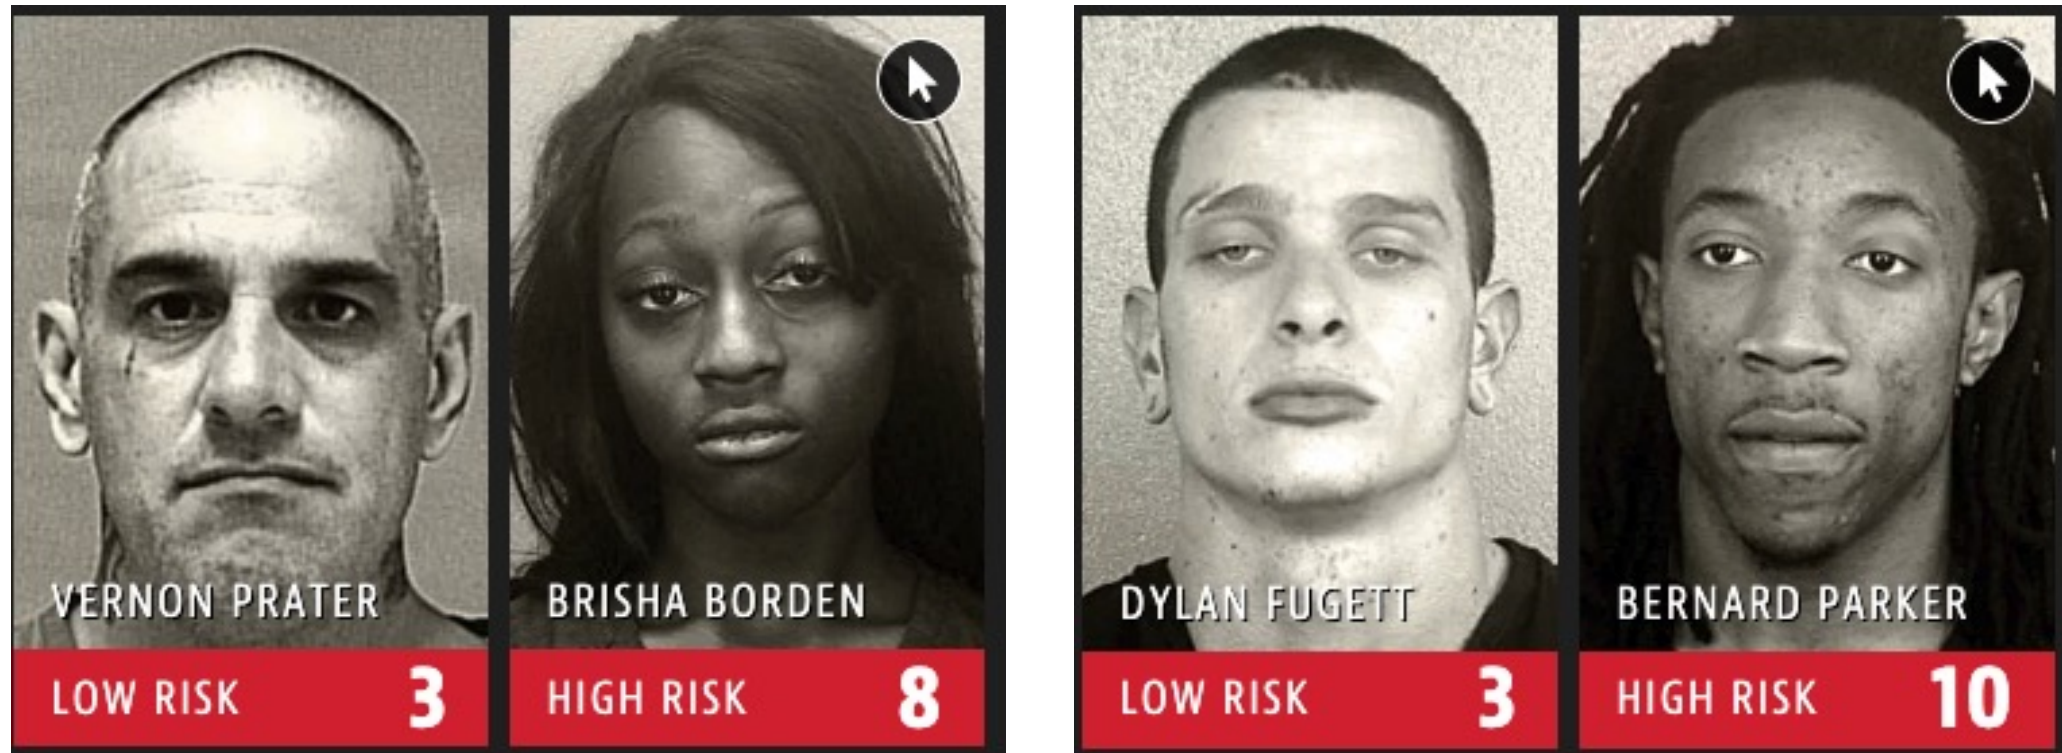 VERNON PRATER
LOW RISK 3
BRISHA BORDEN
HIGH RISK 8
DYLAN FUGETT
LOW RISK 3
BERNARD PARKER
HIGH RISK 10